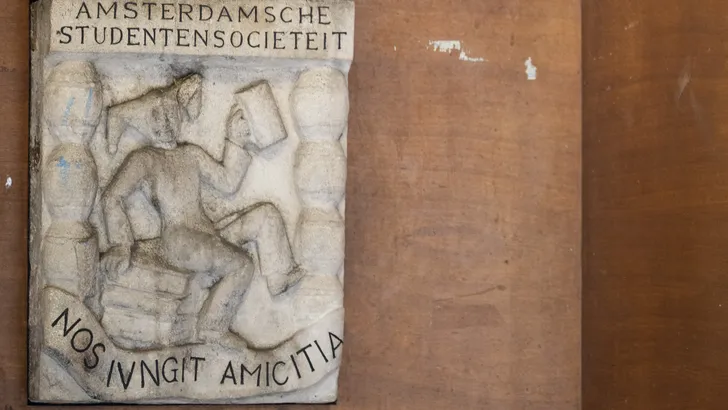 AMSTERDAMSCHE
STUDENTENSOCIETEIT
NOS IVNGIT AMICITIA